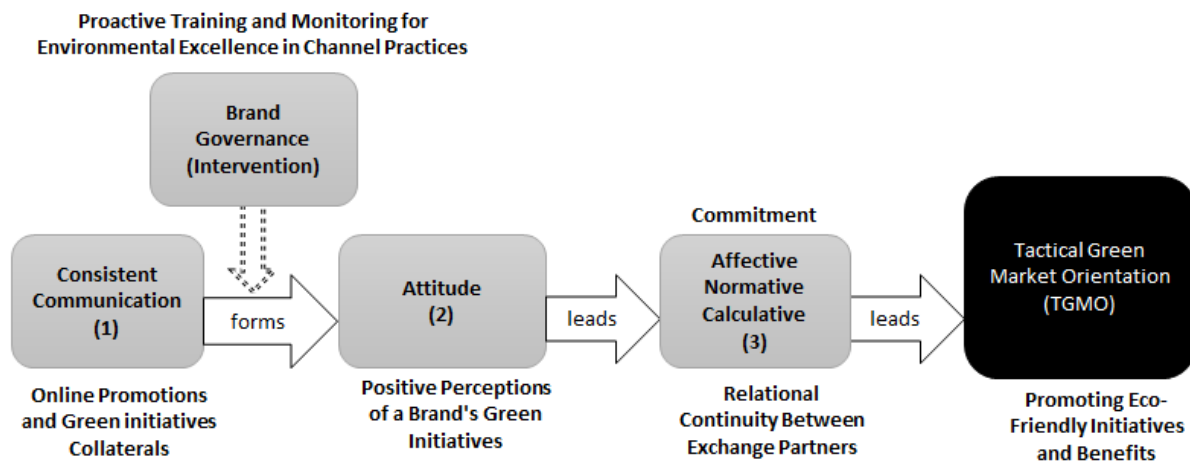 Proactive Training and Monitoring for
Environmental Excellence in Channel Practices
Brand
Governance
(Intervention)
Consistent
Communication
(1)
forms
Attitude
(2)
leads
Commitment
Affective
Normative
Calculative
(3)
leads
Tactical Green
Market Orientation
(TGMO)
Online Promotions
and Green initiatives
Collaterals
Positive Perceptions
of a Brand's Green
Initiatives
Relational
Continuity Between
Exchange Partners
Promoting Eco-
Friendly Initiatives
and Benefits